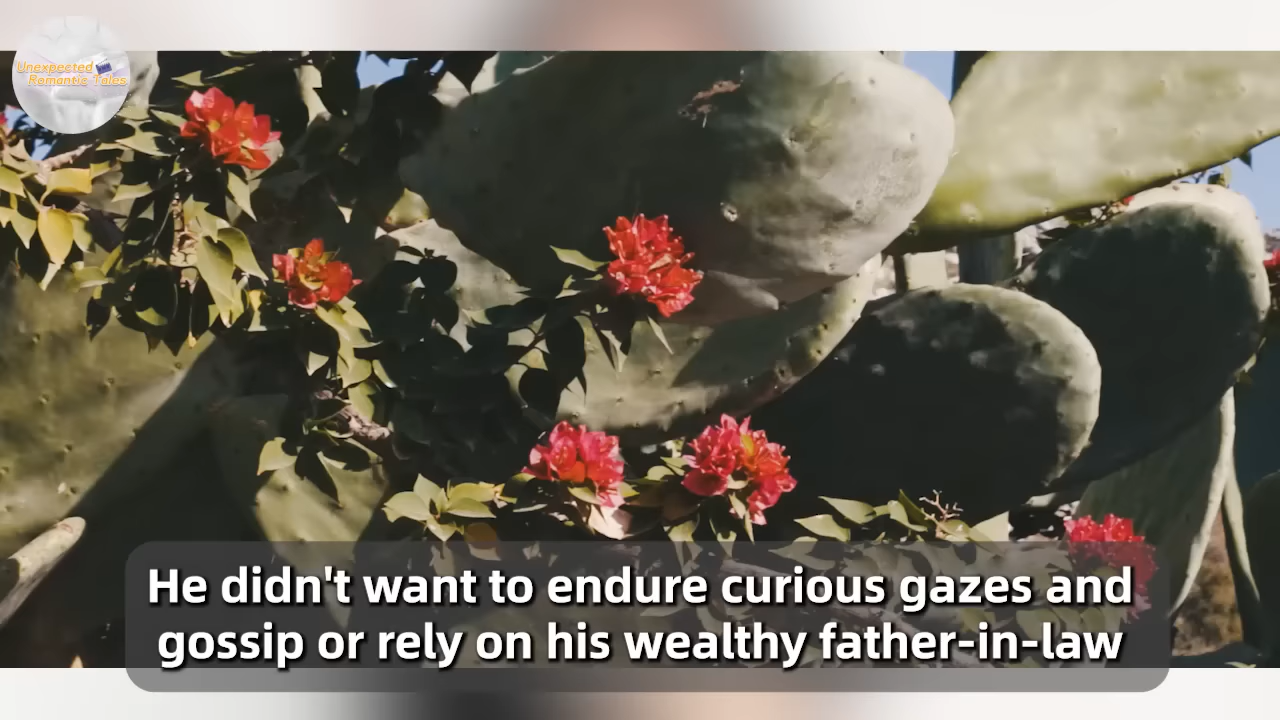 Unexpected
Romantic Tales
He didn't want to endure curious gazes and
gossip or rely on his wealthy father-in-law